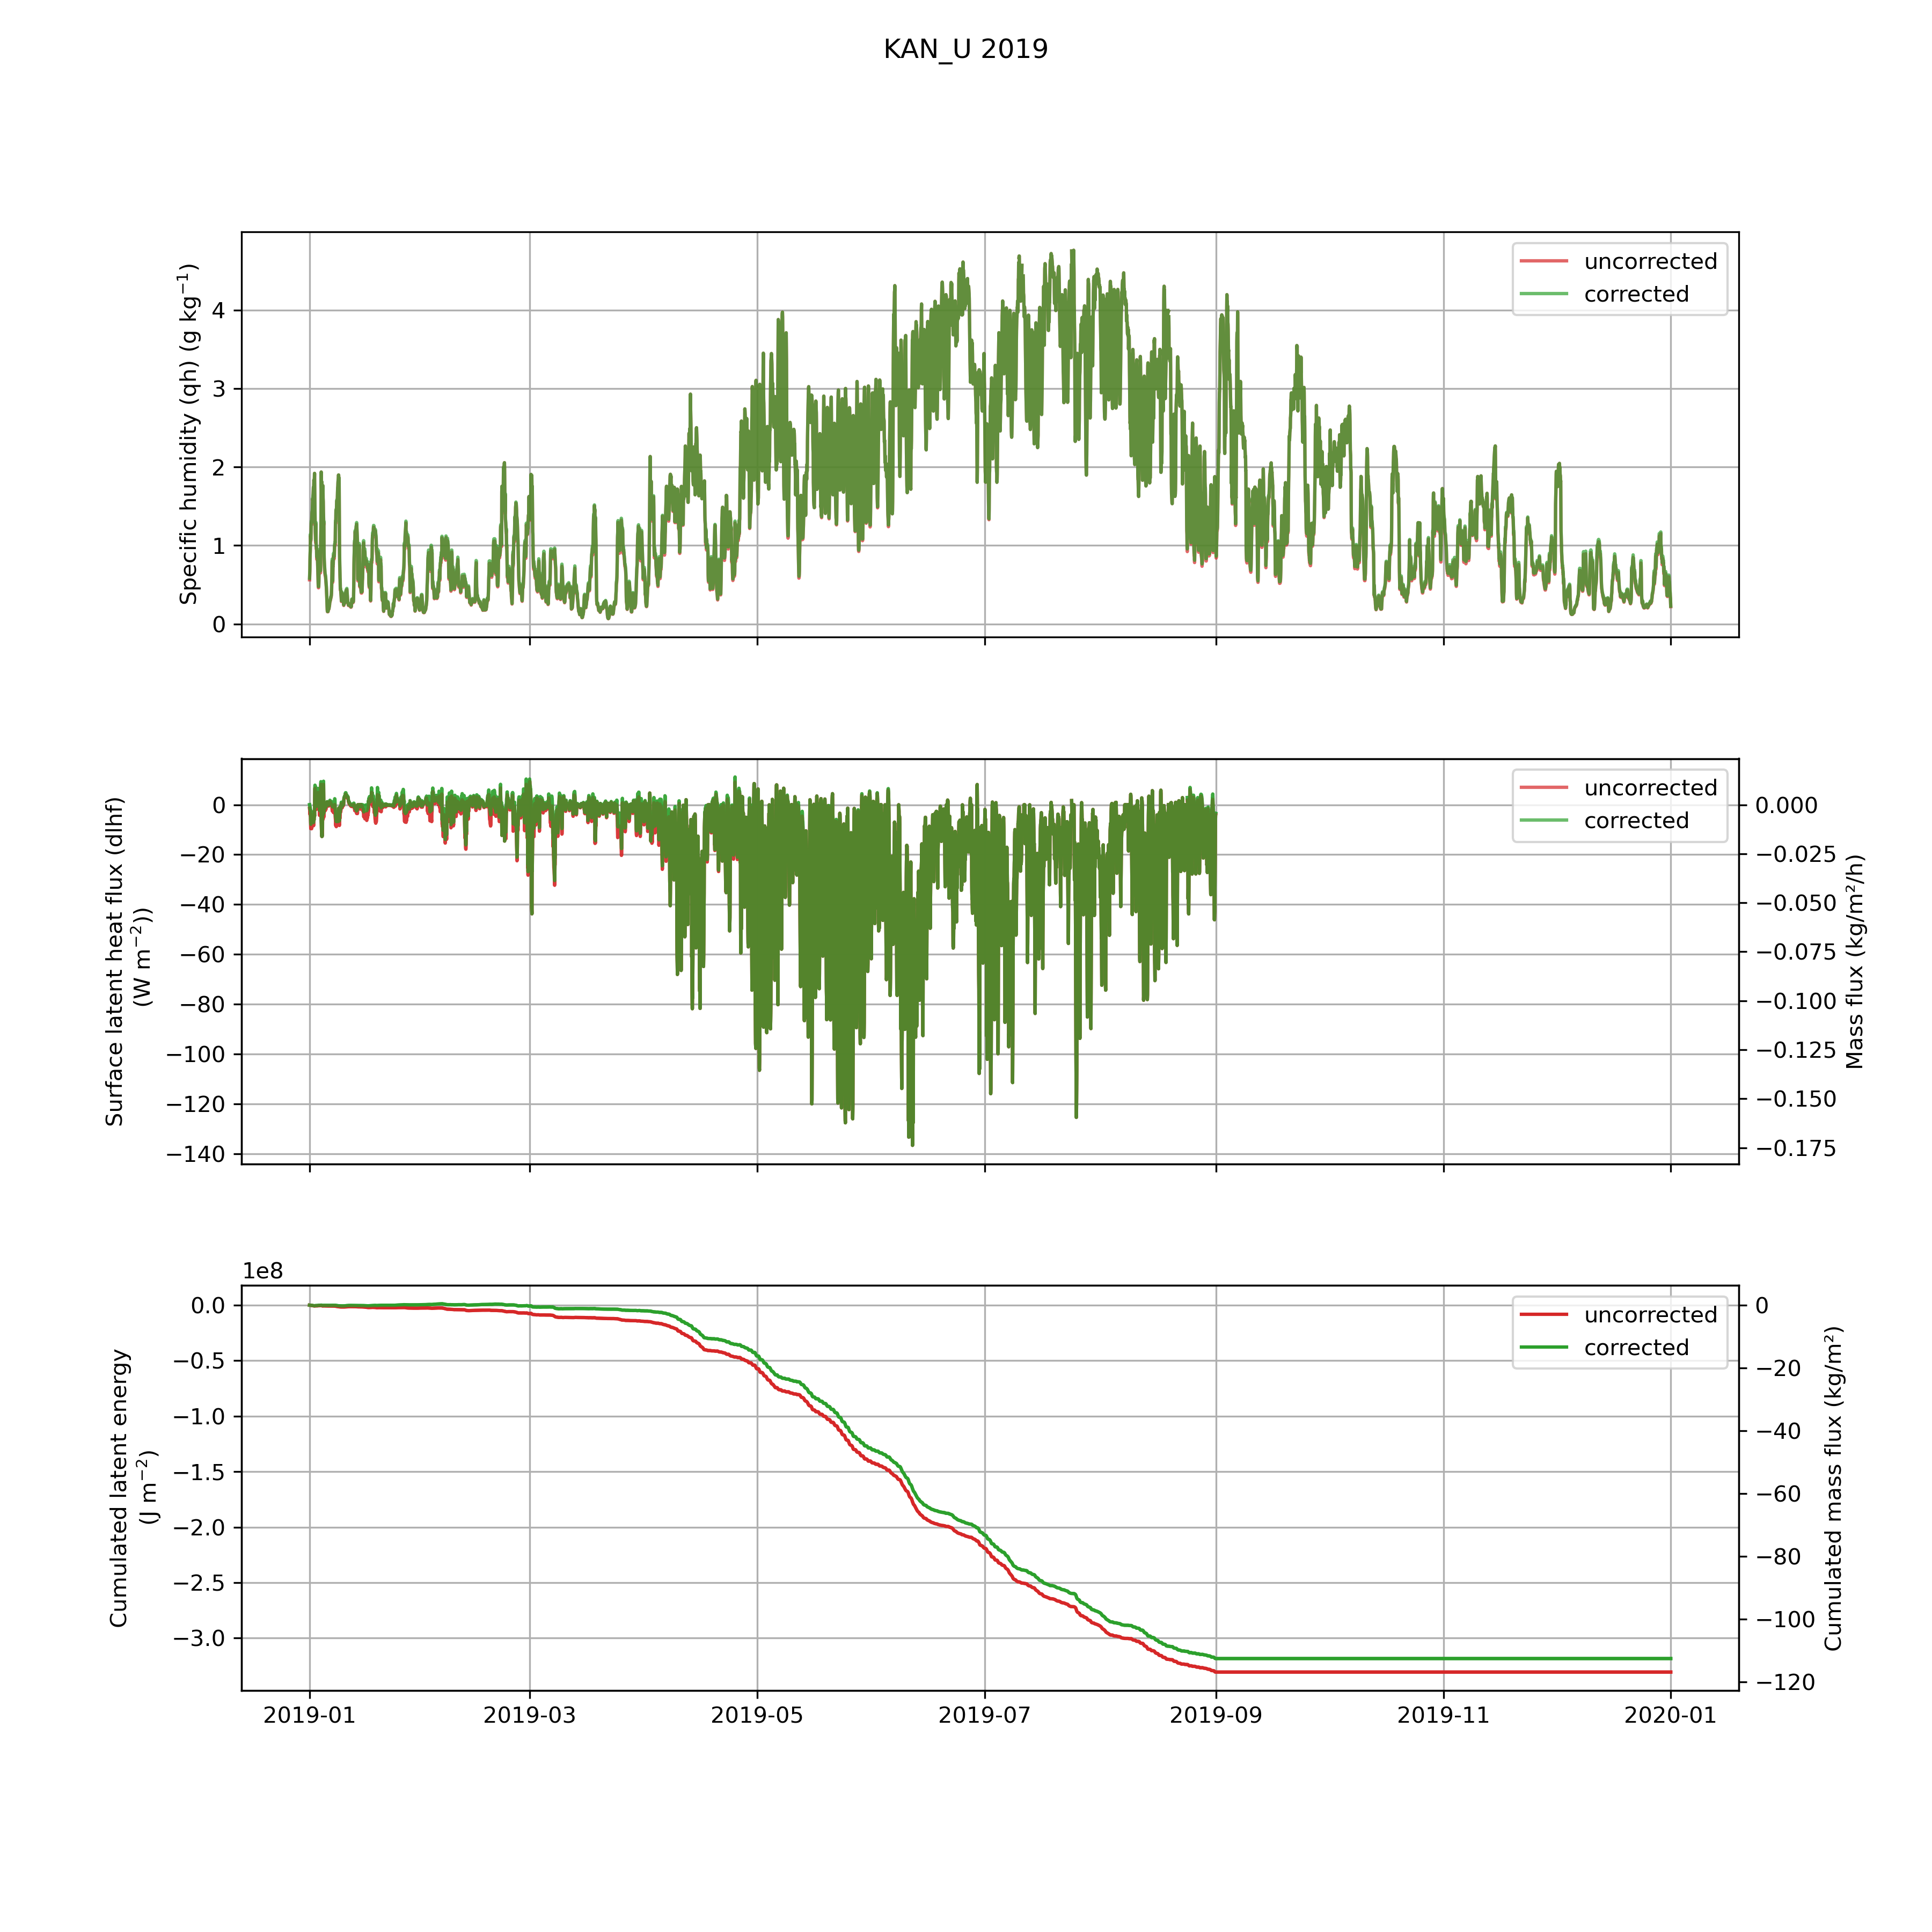 KAN_U 2019
Specific humidity (qh) (g kg⁻¹)
4
3
2
1
0
uncorrected
corrected
Surface latent heat flux (dlhf)
(W m⁻²))
0
−20
−40
−60
−80
−100
−120
−140
uncorrected
corrected
0.000
−0.025
−0.050
−0.075
−0.100
−0.125
−0.150
−0.175
Mass flux (kg/m²/h)
1e8
Cumulated latent energy
(J m⁻²)
0.0
−0.5
−1.0
−1.5
−2.0
−2.5
−3.0
uncorrected
corrected
0
−20
−40
−60
−80
−100
−120
Cumulated mass flux (kg/m²)
2019-01 2019-03 2019-05 2019-07 2019-09 2019-11 2020-01